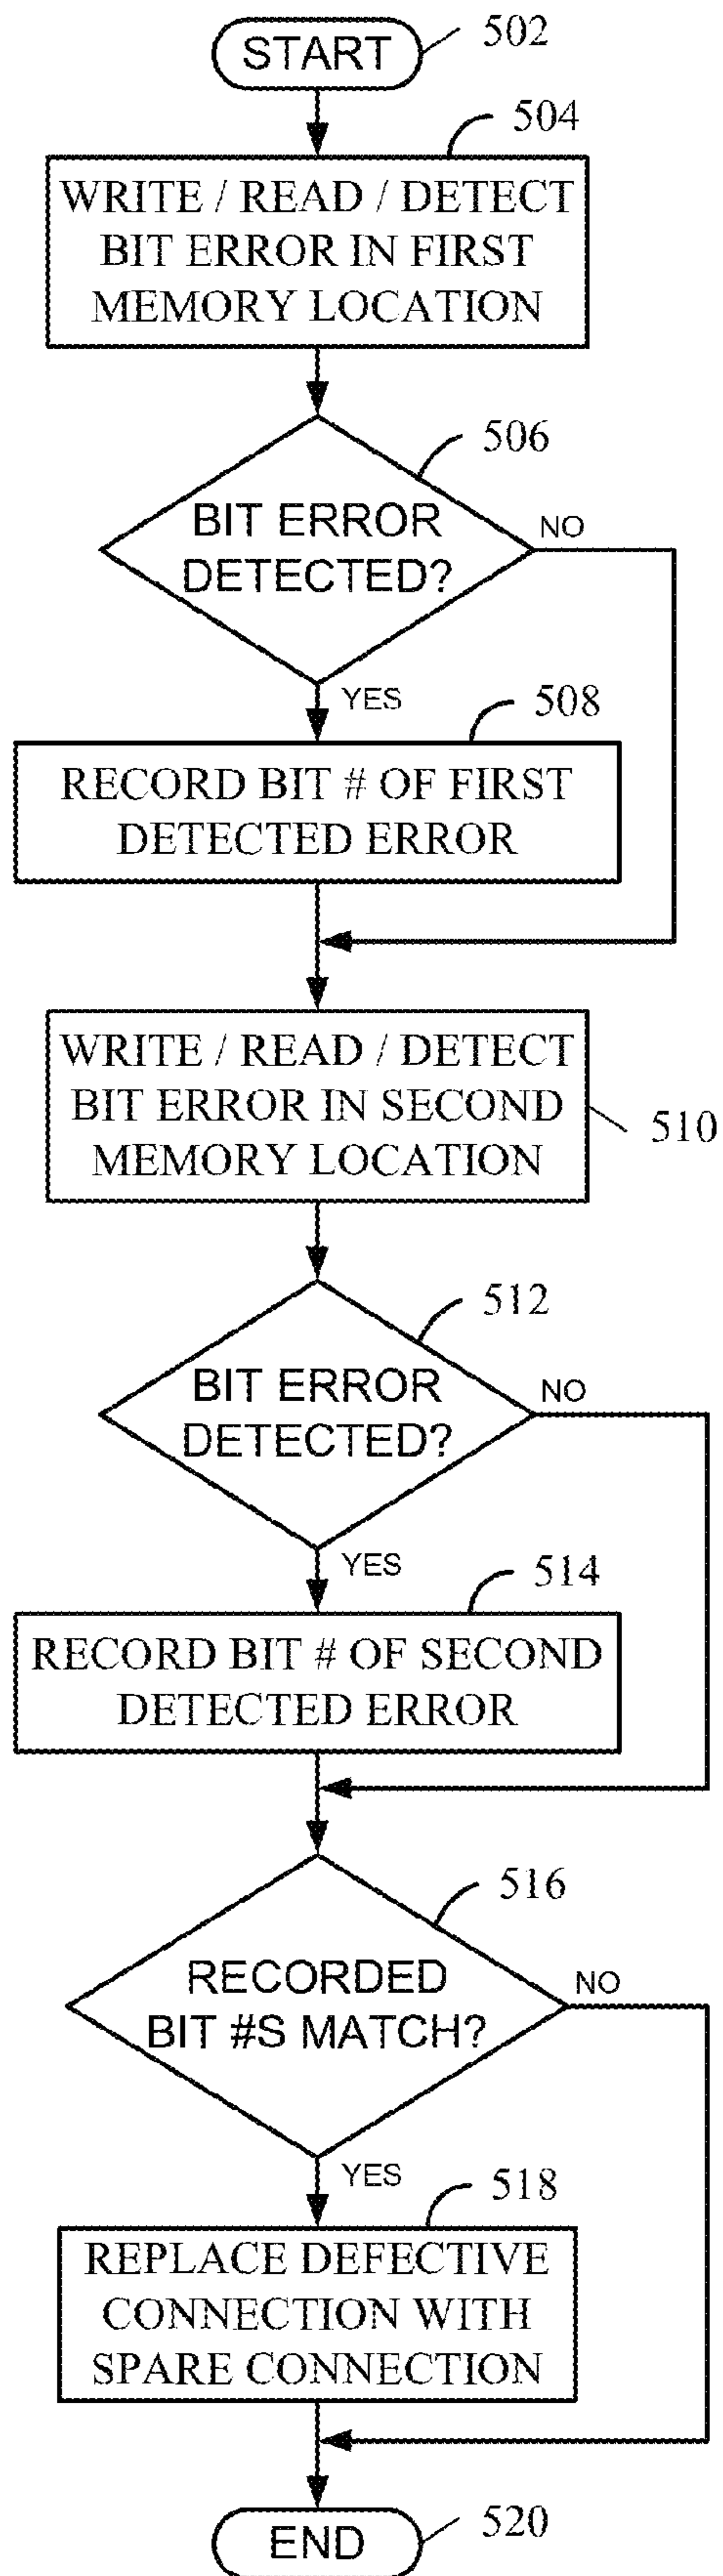 START
502
504
WRITE / READ / DETECT
BIT ERROR IN FIRST
MEMORY LOCATION
506
BIT ERROR
DETECTED?
NO
YES
508
RECORD BIT # OF FIRST
DETECTED ERROR
WRITE / READ / DETECT
BIT ERROR IN SECOND
MEMORY LOCATION
510
512
BIT ERROR
DETECTED?
NO
YES
514
RECORD BIT # OF SECOND
DETECTED ERROR
516
RECORDED
BIT #S MATCH?
NO
YES
518
REPLACE DEFECTIVE
CONNECTION WITH
SPARE CONNECTION
END
520